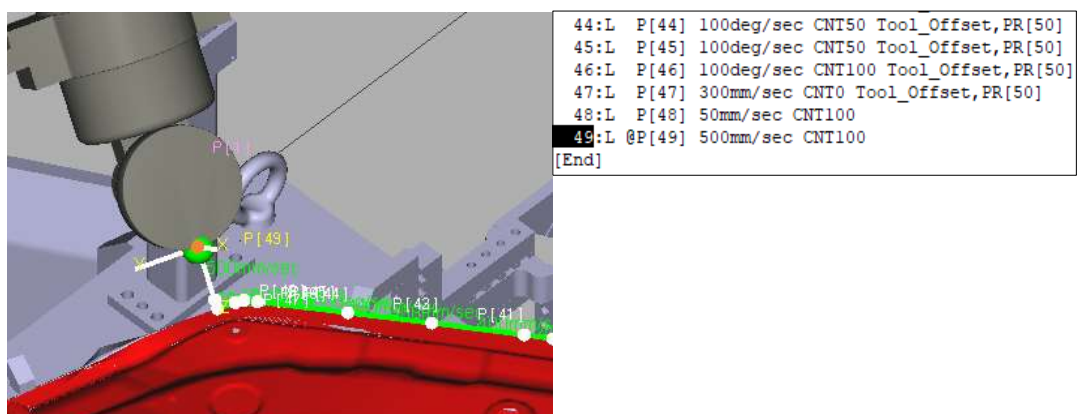 44:L P[44] 100deg/sec CNT50 Tool_Offset,PR[50]
45:L P[45] 100deg/sec CNT50 Tool_Offset,PR[50]
46:L P[46] 100deg/sec CNT100 Tool_Offset,PR[50]
47:L P[47] 300mm/sec CNT0 Tool_Offset,PR[50]
48:L P[48] 50mm/sec CNT100
49:L @P[49] 500mm/sec CNT100
[End]
P[1]
X P[49]
Y
P[43]
P[41]
Z